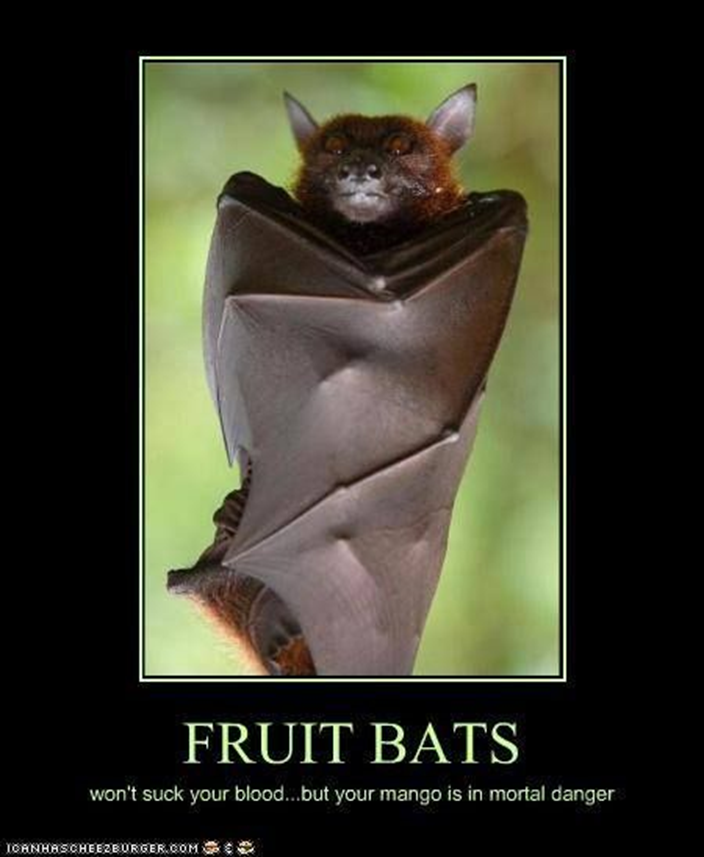 FRUIT BATS
won't suck your blood...but your mango is in mortal danger
ICANHASCHEEZBURGER.COM